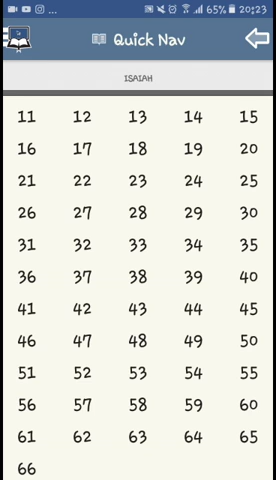 ... 65% 20:23
Quick Nav
ISAIAH
11 12 13 14 15
16 17 18 19 20
21 22 23 24 25
26 27 28 29 30
31 32 33 34 35
36 37 38 39 40
41 42 43 44 45
46 47 48 49 50
51 52 53 54 55
56 57 58 59 60
61 62 63 64 65
66